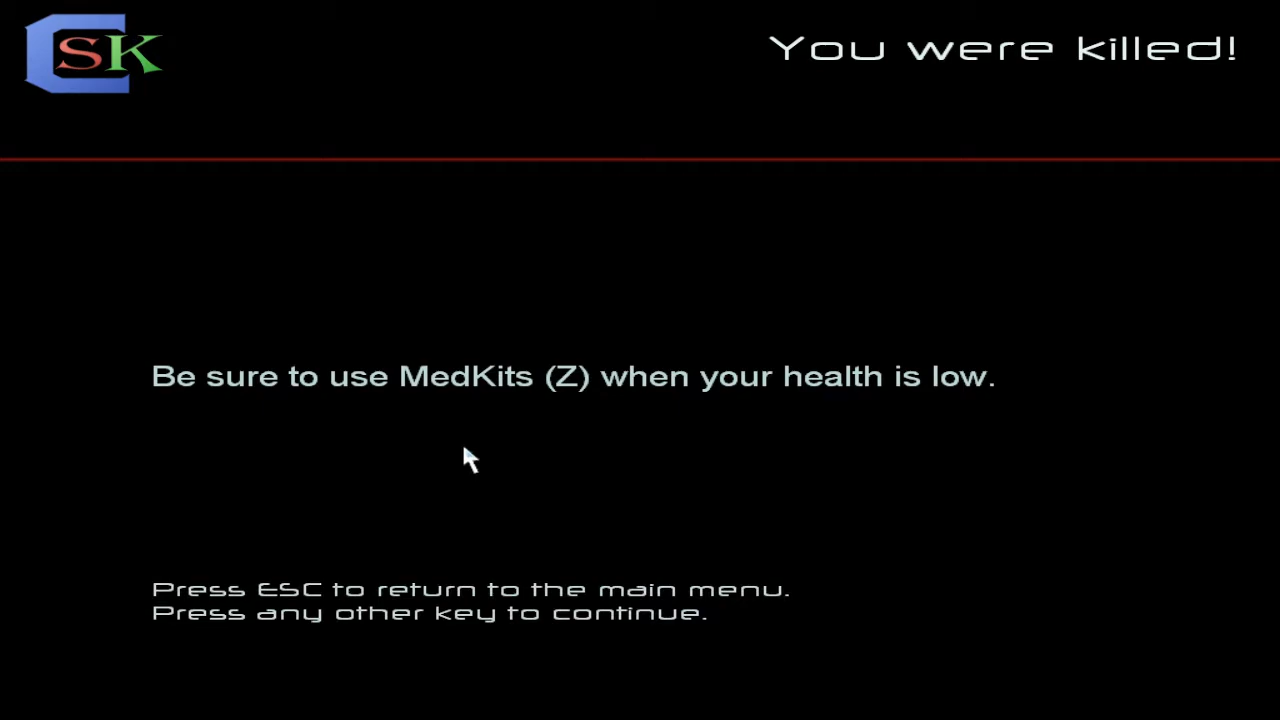 CSK
You were killed!
Be sure to use MedKits (Z) when your health is low.
Press ESC to return to the main menu.
Press any other key to continue.